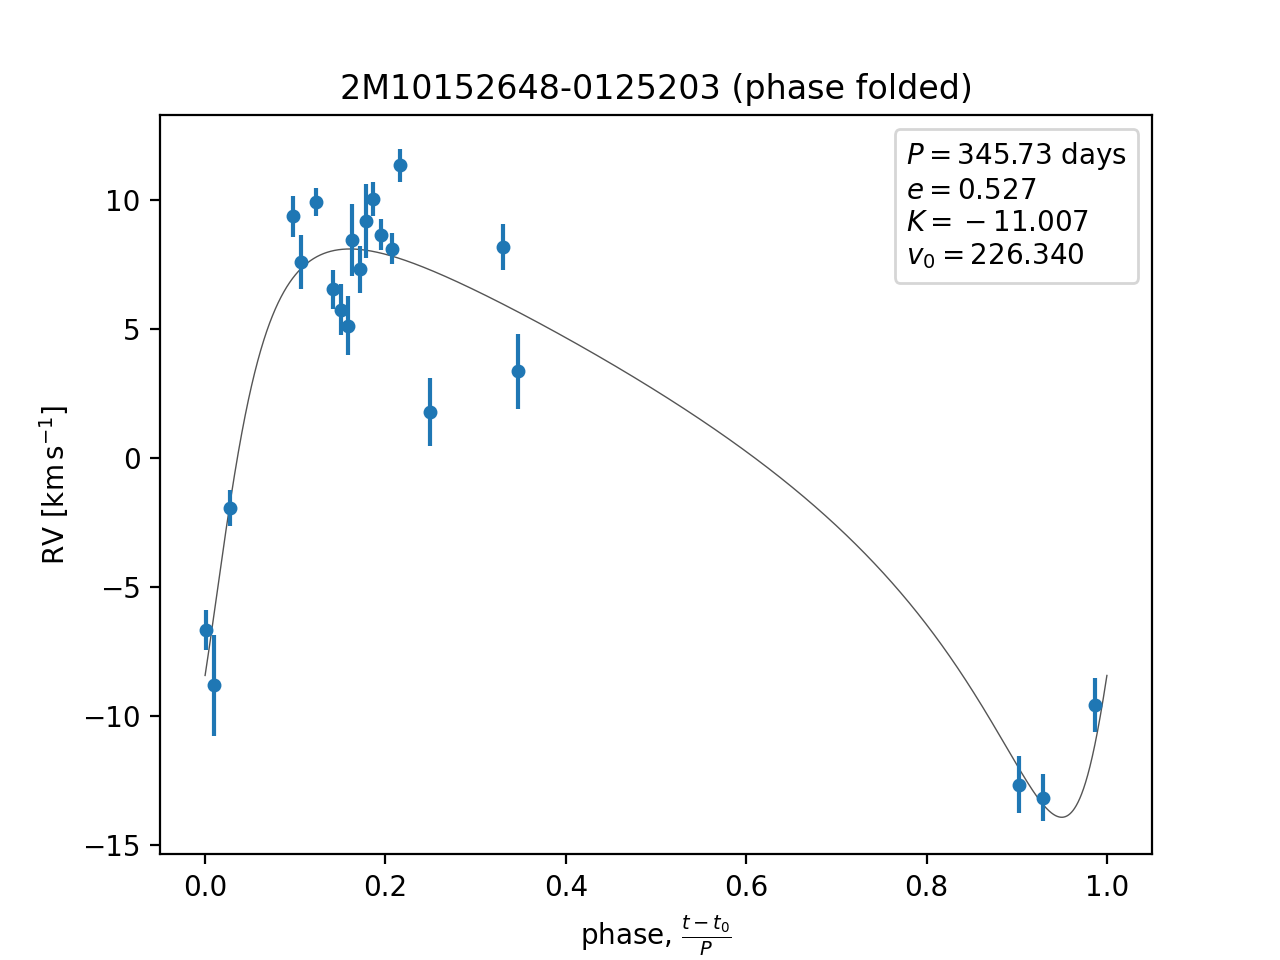 2M10152648-0125203 (phase folded)
P = 345.73 days
e = 0.527
K = −11.007
v₀ = 226.340
10
5
0
−5
−10
−15
RV [km s⁻¹]
0.0 0.2 0.4 0.6 0.8 1.0
phase, (t − t₀)/P